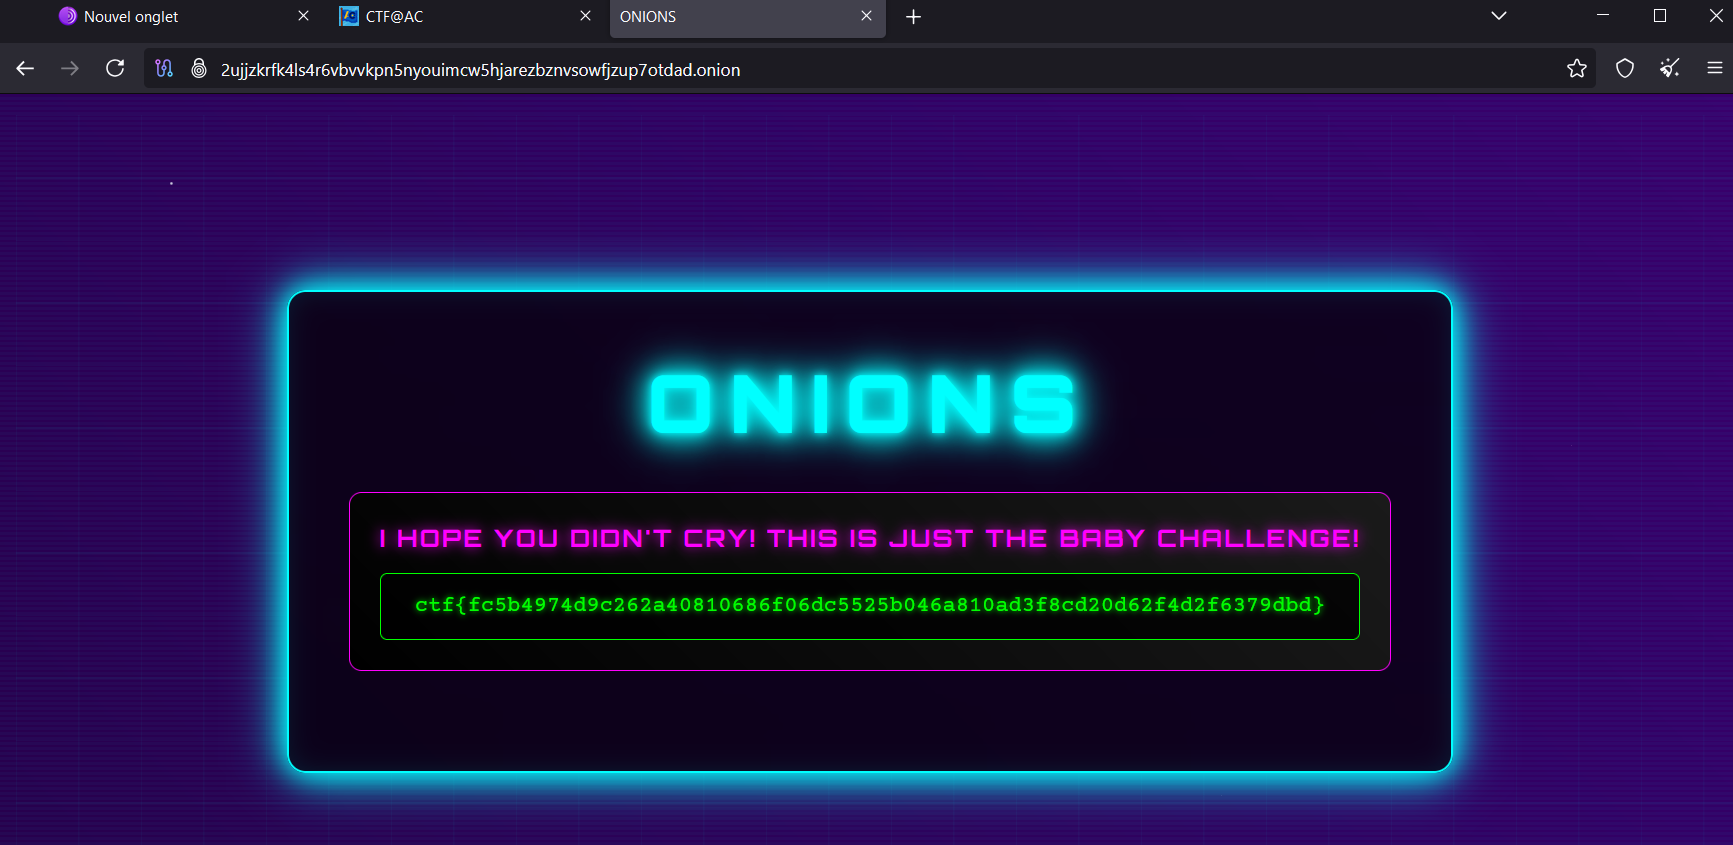 Nouvel onglet
CTF@AC
ONIONS
2ujjzkrfk4ls4r6vbvvkpn5nyouimcw5hjarezbznvsowfjzup7otdad.onion
ONIONS
I HOPE YOU DIDN'T CRY! THIS IS JUST THE BABY CHALLENGE!
ctf{fc5b4974d9c262a40810686f06dc5525b046a810ad3f8cd20d62f4d2f6379dbd}